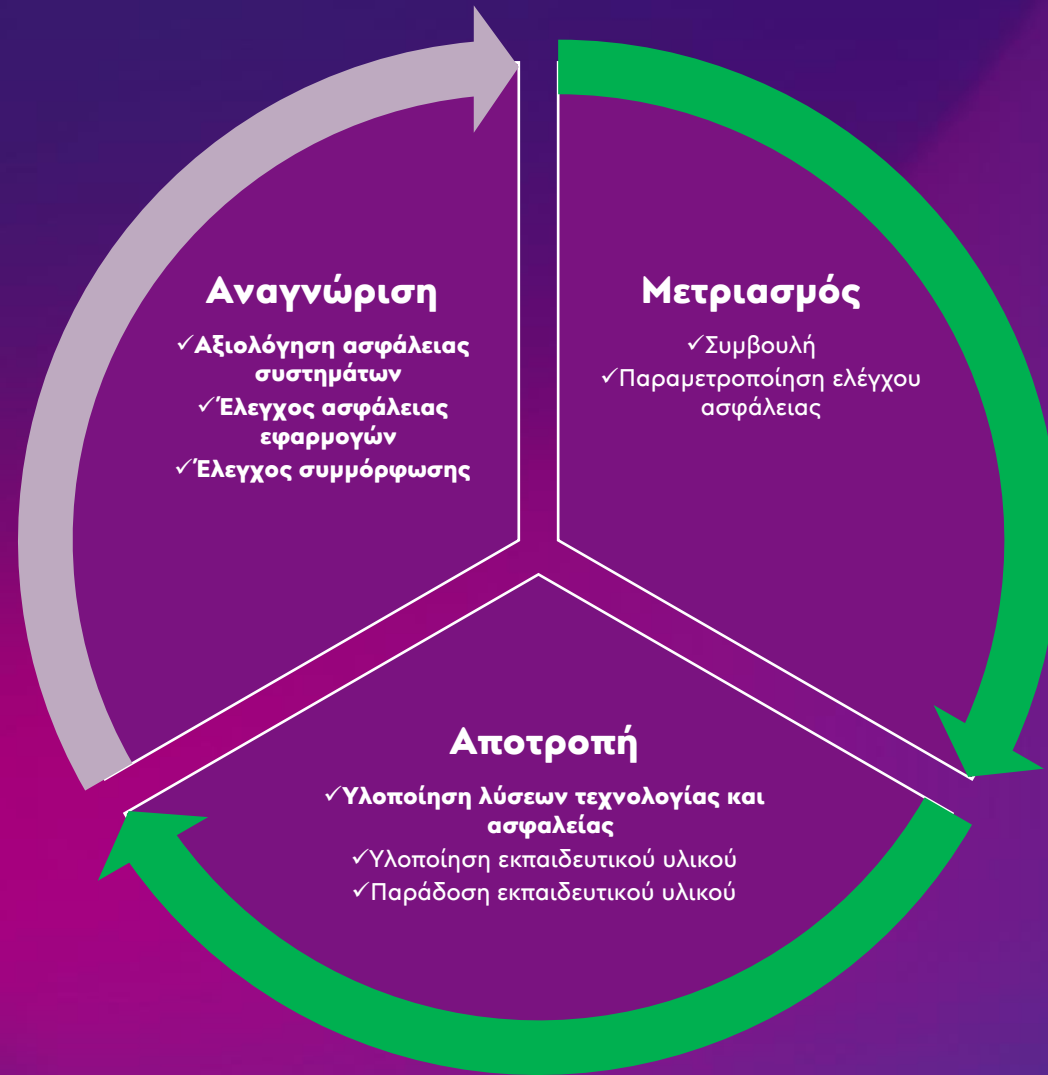 Αναγνώριση
✓Αξιολόγηση ασφάλειας
συστημάτων
✓Έλεγχος ασφάλειας
εφαρμογών
✓Έλεγχος συμμόρφωσης
Μετριασμός
✓Συμβουλή
✓Παραμετροποίηση ελέγχου
ασφάλειας
Αποτροπή
✓Υλοποίηση λύσεων τεχνολογίας και
ασφαλείας
✓Υλοποίηση εκπαιδευτικού υλικού
✓Παράδοση εκπαιδευτικού υλικού